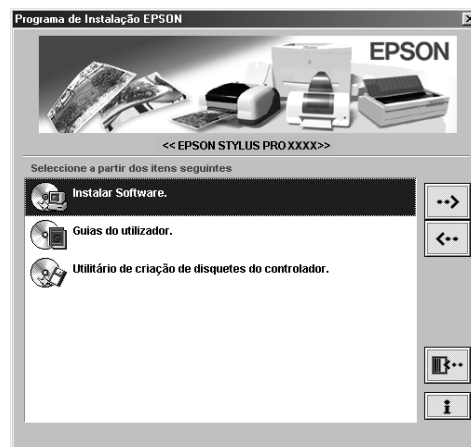 Programa de Instalação EPSON
EPSON
<< EPSON STYLUS PRO XXXX>>
Seleccione a partir dos itens seguintes
Instalar Software.
Guias do utilizador.
Utilitário de criação de disquetes do controlador.